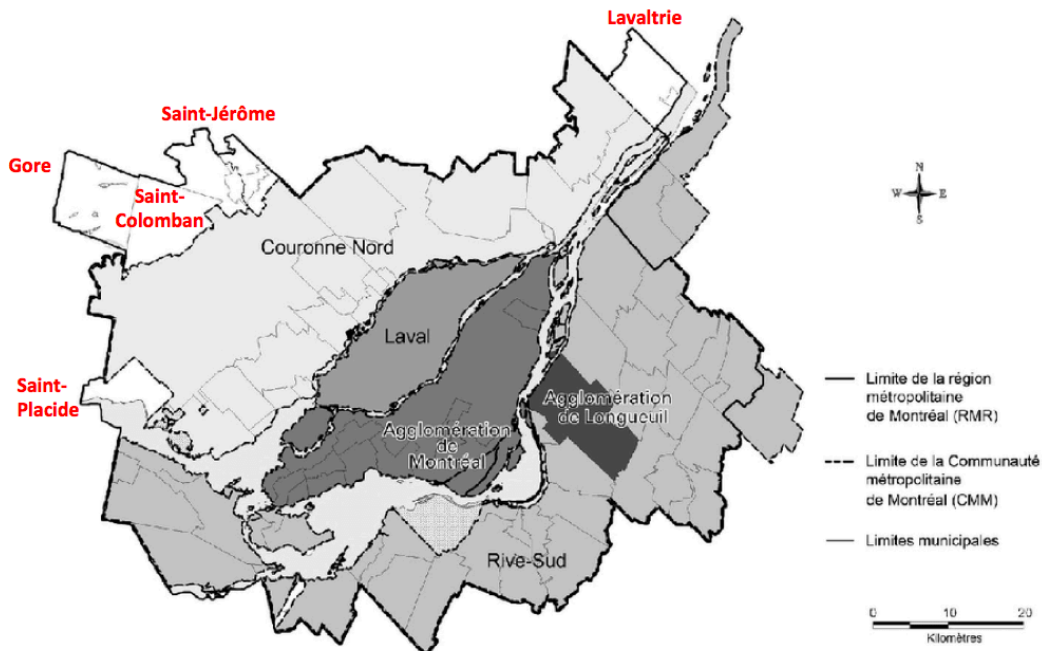 Lavaltrie
Saint-Jérôme
Gore
Saint-
Colomban
Couronne Nord
N
W
E
S
Laval
Saint-
Placide
Agglomération
de Longueuil
Agglomération
de
Montréal
Rive-Sud
Limite de la région
métropolitaine
de Montréal (RMR)
Limite de la Communauté
métropolitaine
de Montréal (CMM)
Limites municipales
0 10 20
Kilomètres